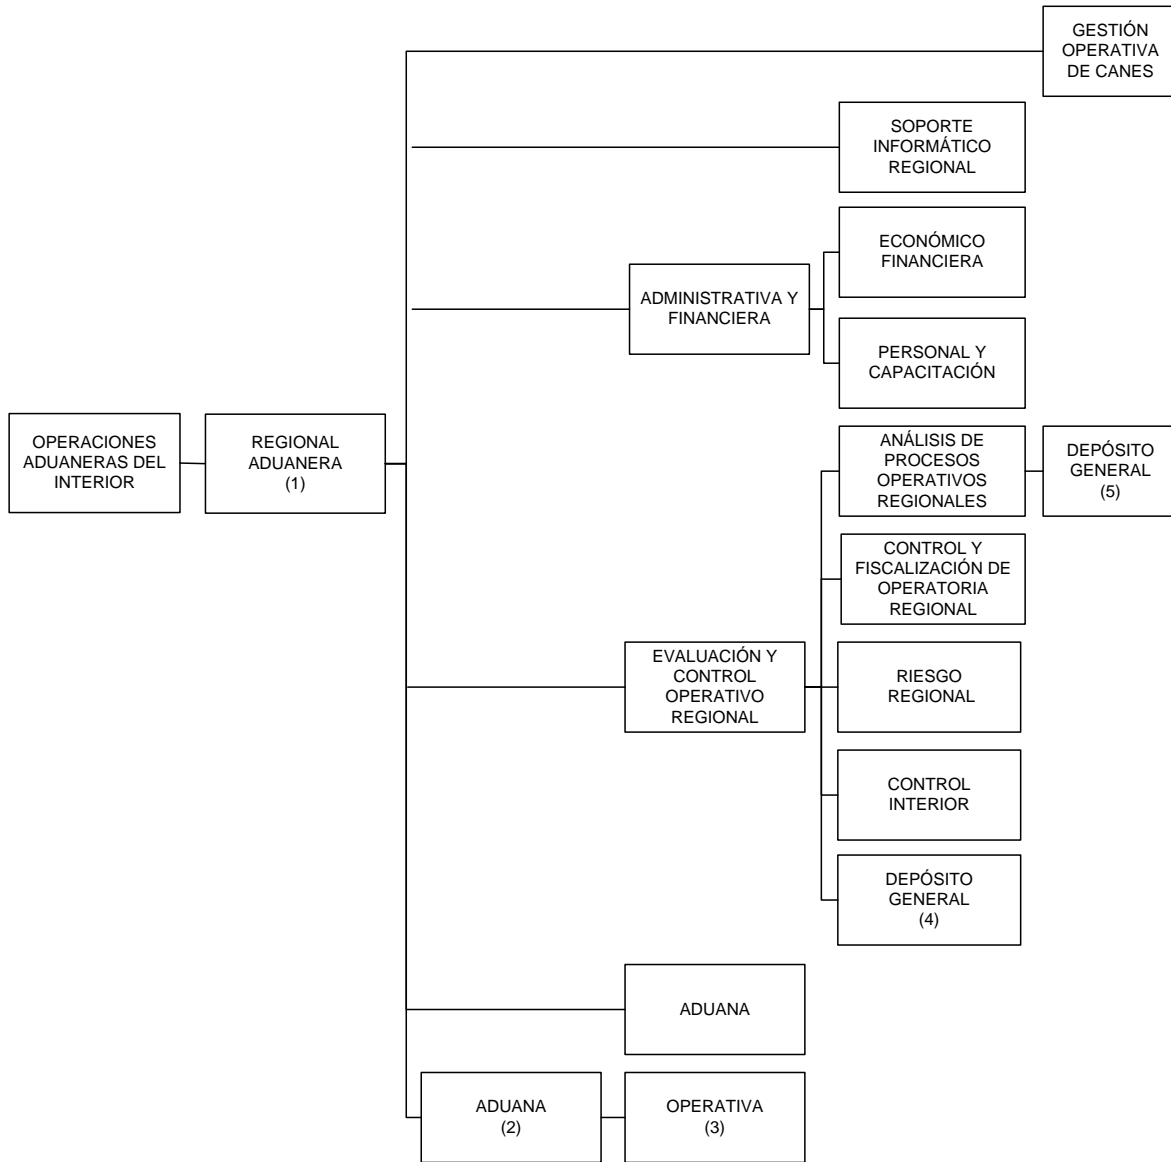 GESTIÓN
OPERATIVA
DE CANES
SOPORTE
INFORMÁTICO
REGIONAL
ECONÓMICO
FINANCIERA
ADMINISTRATIVA Y
FINANCIERA
PERSONAL Y
CAPACITACIÓN
OPERACIONES
ADUANERAS DEL
INTERIOR
REGIONAL
ADUANERA
(1)
ANÁLISIS DE
PROCESOS
OPERATIVOS
REGIONALES
DEPÓSITO
GENERAL
(5)
CONTROL Y
FISCALIZACIÓN DE
OPERATORIA
REGIONAL
EVALUACIÓN Y
CONTROL
OPERATIVO
REGIONAL
RIESGO
REGIONAL
CONTROL
INTERIOR
DEPÓSITO
GENERAL
(4)
ADUANA
ADUANA
(2)
OPERATIVA
(3)